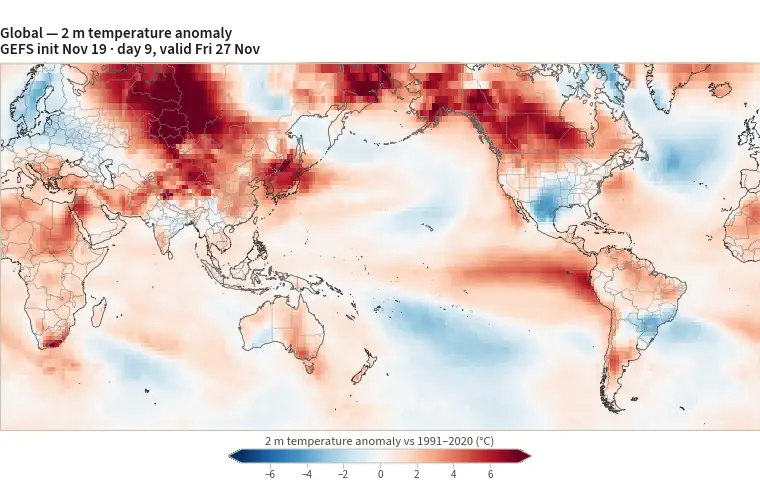 Global — 2 m temperature anomaly
GEFS init Nov 19 · day 9, valid Fri 27 Nov
2 m temperature anomaly vs 1991–2020 (°C)
−6 −4 −2 0 2 4 6